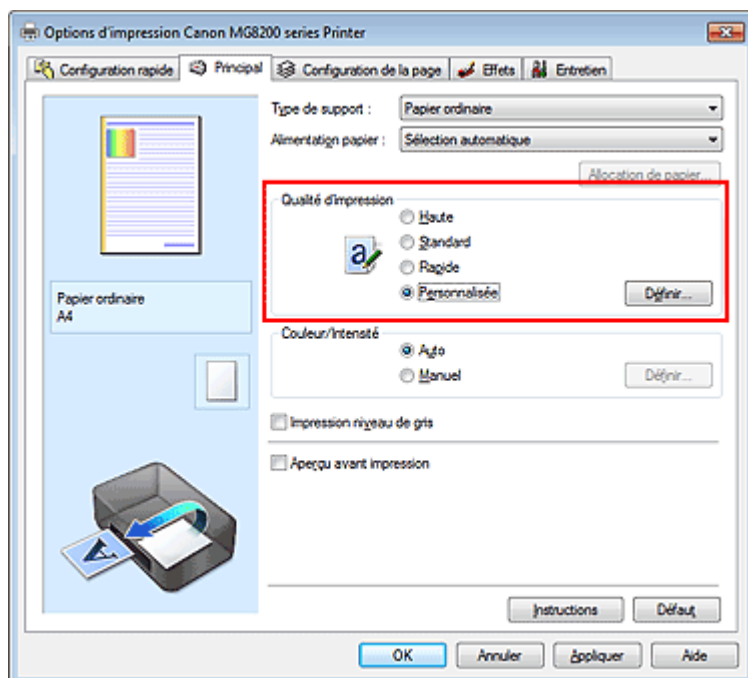 Options d'impression Canon MG8200 series Printer
Configuration rapide Principal Configuration de la page Effets Entretien
Type de support : Papier ordinaire
Alimentation papier : Sélection automatique
Allocation de papier...
Qualité d'impression
Haute
a Standard
Rapide
Personnalisée Définir...
Papier ordinaire
A4
Couleur/Intensité
Auto
Manuel Définir...
Impression niveau de gris
Aperçu avant impression
A
Instructions Défaut
OK Annuler Appliquer Aide